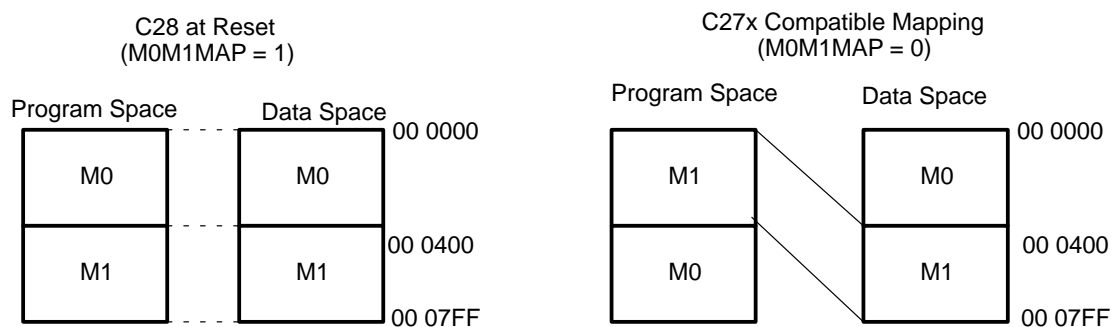 C28 at Reset
(M0M1MAP = 1)
Program Space
Data Space
M0
M0
M1
M1
00 0000
00 0400
00 07FF
C27x Compatible Mapping
(M0M1MAP = 0)
Program Space
Data Space
M1
M0
M0
M1
00 0000
00 0400
00 07FF